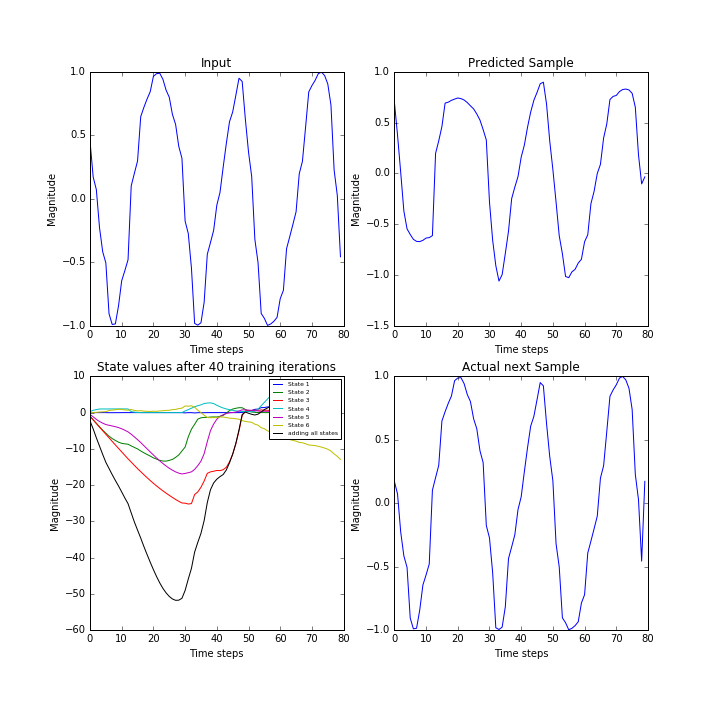 Input
Predicted Sample
1.0
0.5
0.0
−0.5
−1.0
Magnitude
0 10 20 30 40 50 60 70 80
Time steps
1.0
0.5
0.0
−0.5
−1.0
−1.5
Magnitude
0 10 20 30 40 50 60 70 80
Time steps
State values after 40 training iterations
Actual next Sample
10
0
−10
−20
−30
−40
−50
−60
Magnitude
State 1
State 2
State 3
State 4
State 5
State 6
adding all states
0 10 20 30 40 50 60 70 80
Time steps
1.0
0.5
0.0
−0.5
−1.0
Magnitude
0 10 20 30 40 50 60 70 80
Time steps